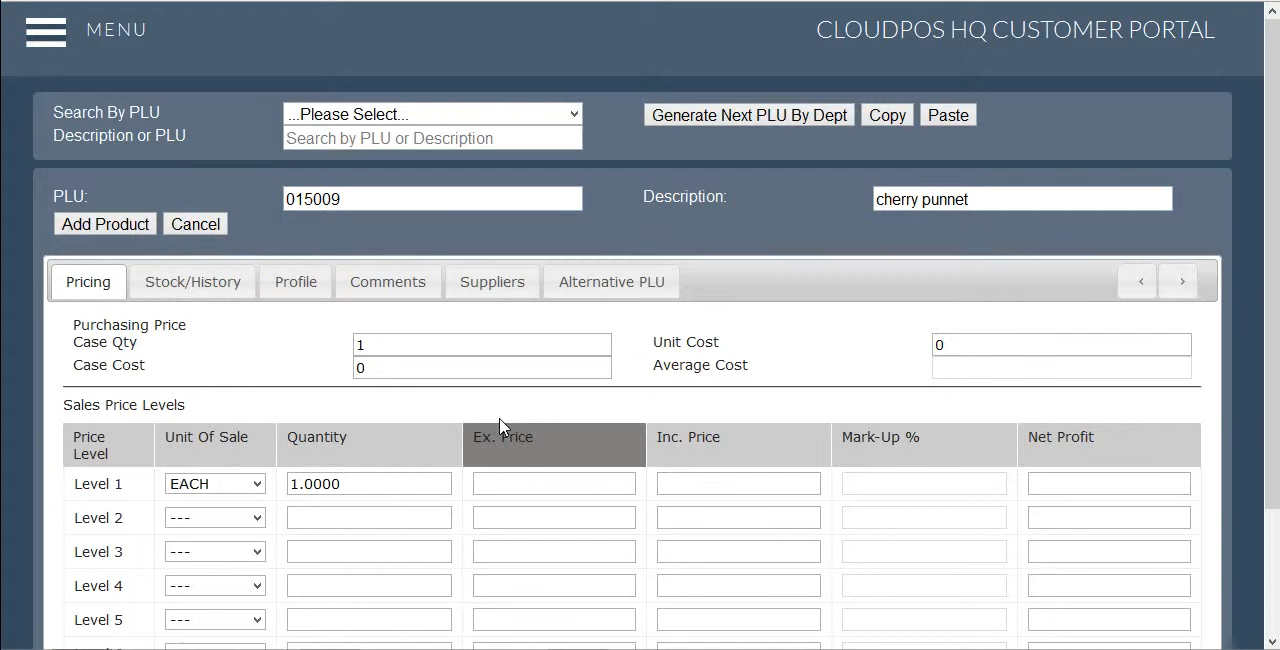 MENU
CLOUDPOS HQ CUSTOMER PORTAL
Search By PLU
...Please Select...
Generate Next PLU By Dept
Copy
Paste
Description or PLU
Search by PLU or Description
PLU:
015009
Description:
cherry punnet
Add Product
Cancel
Pricing
Stock/History
Profile
Comments
Suppliers
Alternative PLU
‹
›
Purchasing Price
Case Qty
1
Unit Cost
0
Case Cost
0
Average Cost
Sales Price Levels
Price Level
Unit Of Sale
Quantity
Ex. Price
Inc. Price
Mark-Up %
Net Profit
Level 1
EACH
1.0000
Level 2
---
Level 3
---
Level 4
---
Level 5
---